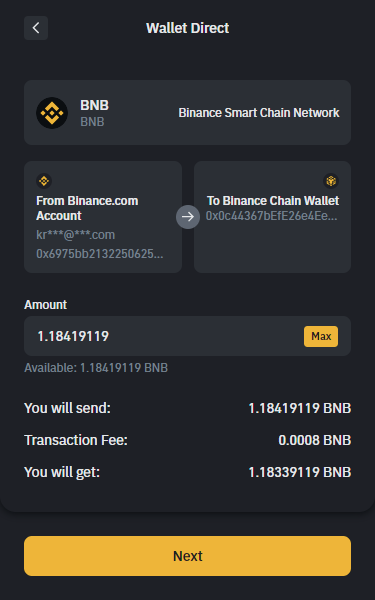 Wallet Direct
BNB
BNB
Binance Smart Chain Network
From Binance.com
Account
kr***@***.com
0x6975bb2132250625...
To Binance Chain Wallet
0x0c44367bEfE26e4Ee...
Amount
1.18419119
Max
Available: 1.18419119 BNB
You will send:
1.18419119 BNB
Transaction Fee:
0.0008 BNB
You will get:
1.18339119 BNB
Next